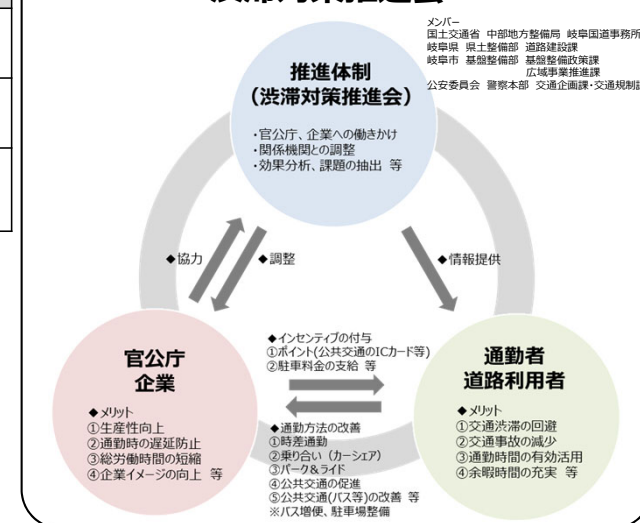 渋滞対策推進会
メンバー
国土交通省 中部地方整備局 岐阜国道事務所
岐阜県 県土整備部 道路建設課
岐阜市 基盤整備部 基盤整備政策課
広域事業推進課
公安委員会 警察本部 交通企画課・交通規制課
推進体制
(渋滞対策推進会)
・官公庁、企業への働きかけ
・関係機関との調整
・効果分析、課題の抽出 等
◆協力
◆調整
◆情報提供
官公庁
企業
◆メリット
①生産性向上
②通勤時の遅延防止
③総労働時間の短縮
④企業イメージの向上 等
◆インセンティブの付与
①ポイント(公共交通のICカード等)
②駐車料金の支給 等
◆通勤方法の改善
①時差通勤
②乗り合い(カーシェア)
③パーク&ライド
④公共交通の促進
⑤公共交通(バス等)の改善 等
※バス増便、駐車場整備
通勤者
道路利用者
◆メリット
①交通渋滞の回避
②交通事故の減少
③通勤時間の有効活用
④余暇時間の充実 等